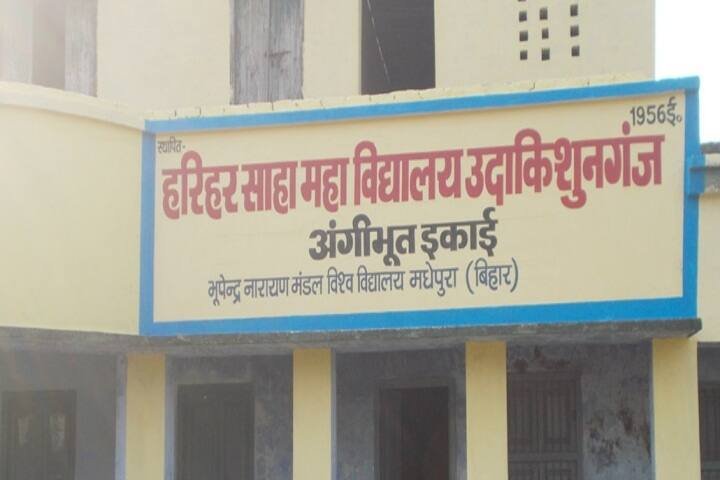 स्थापित- 1956ई०
हरिहर साहा महा विद्यालय उदाकिशुनगंज
अंगीभूत इकाई
भूपेन्द्र नारायण मंडल विश्व विद्यालय मधेपुरा (बिहार)